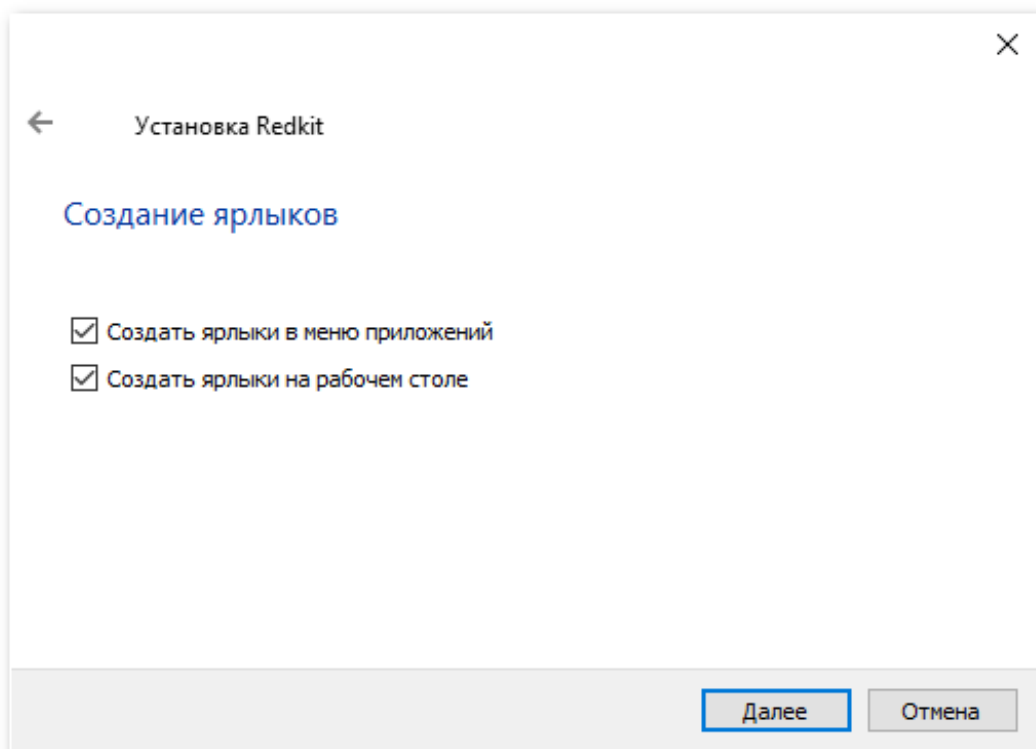 Установка Redkit
Создание ярлыков
Создать ярлыки в меню приложений
Создать ярлыки на рабочем столе
Далее
Отмена